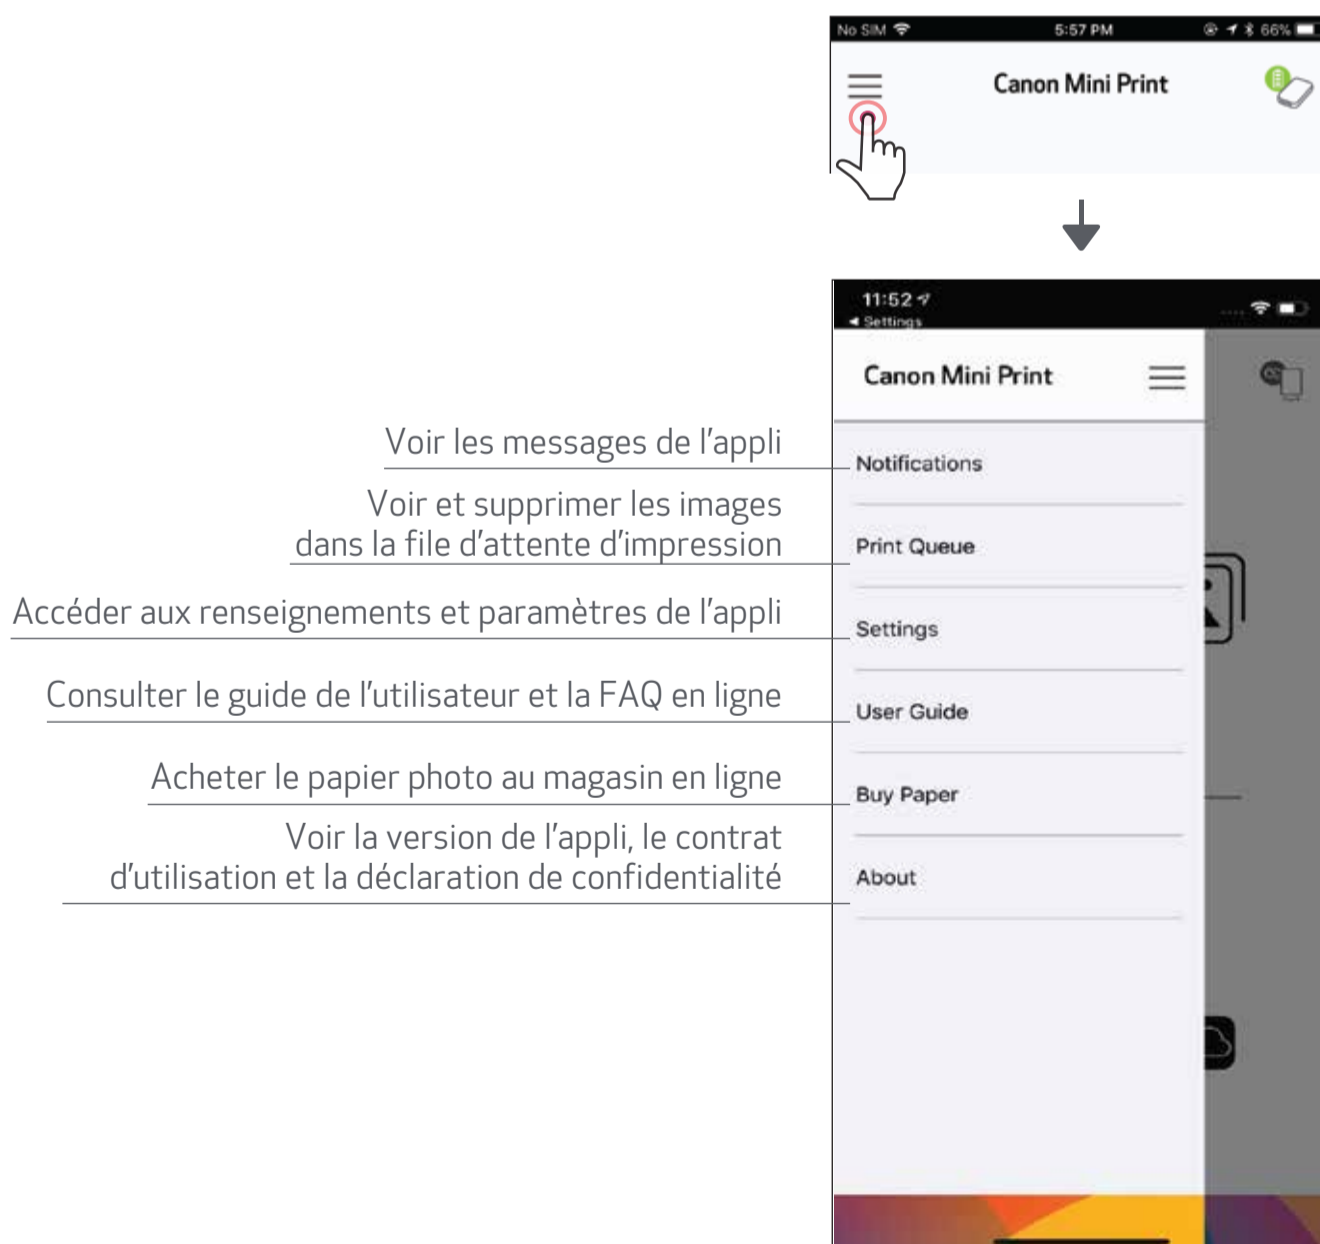 No SIM 5:57 PM 66%
Canon Mini Print
11:52
Settings
Canon Mini Print
Voir les messages de l'appli
Notifications
Voir et supprimer les images
dans la file d'attente d'impression
Print Queue
Accéder aux renseignements et paramètres de l'appli
Settings
Consulter le guide de l'utilisateur et la FAQ en ligne
User Guide
Acheter le papier photo au magasin en ligne
Buy Paper
Voir la version de l'appli, le contrat
d'utilisation et la déclaration de confidentialité
About